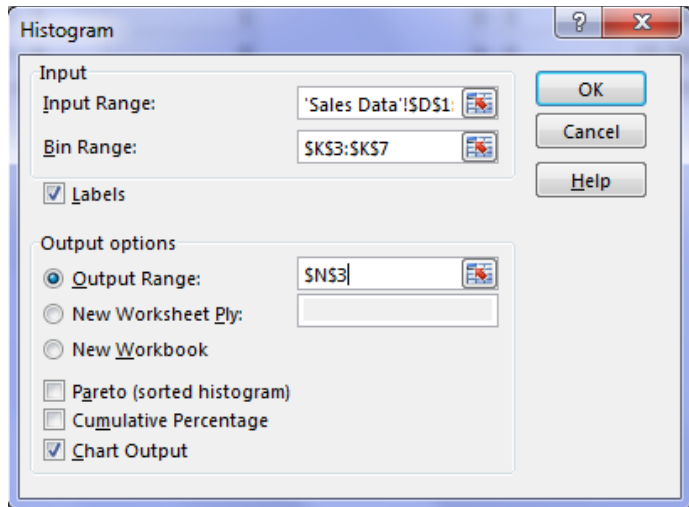 Histogram
Input
Input Range:
'Sales Data'!$D$1:
OK
Bin Range:
$K$3:$K$7
Cancel
Labels
Help
Output options
Output Range:
$N$3
New Worksheet Ply:
New Workbook
Pareto (sorted histogram)
Cumulative Percentage
Chart Output